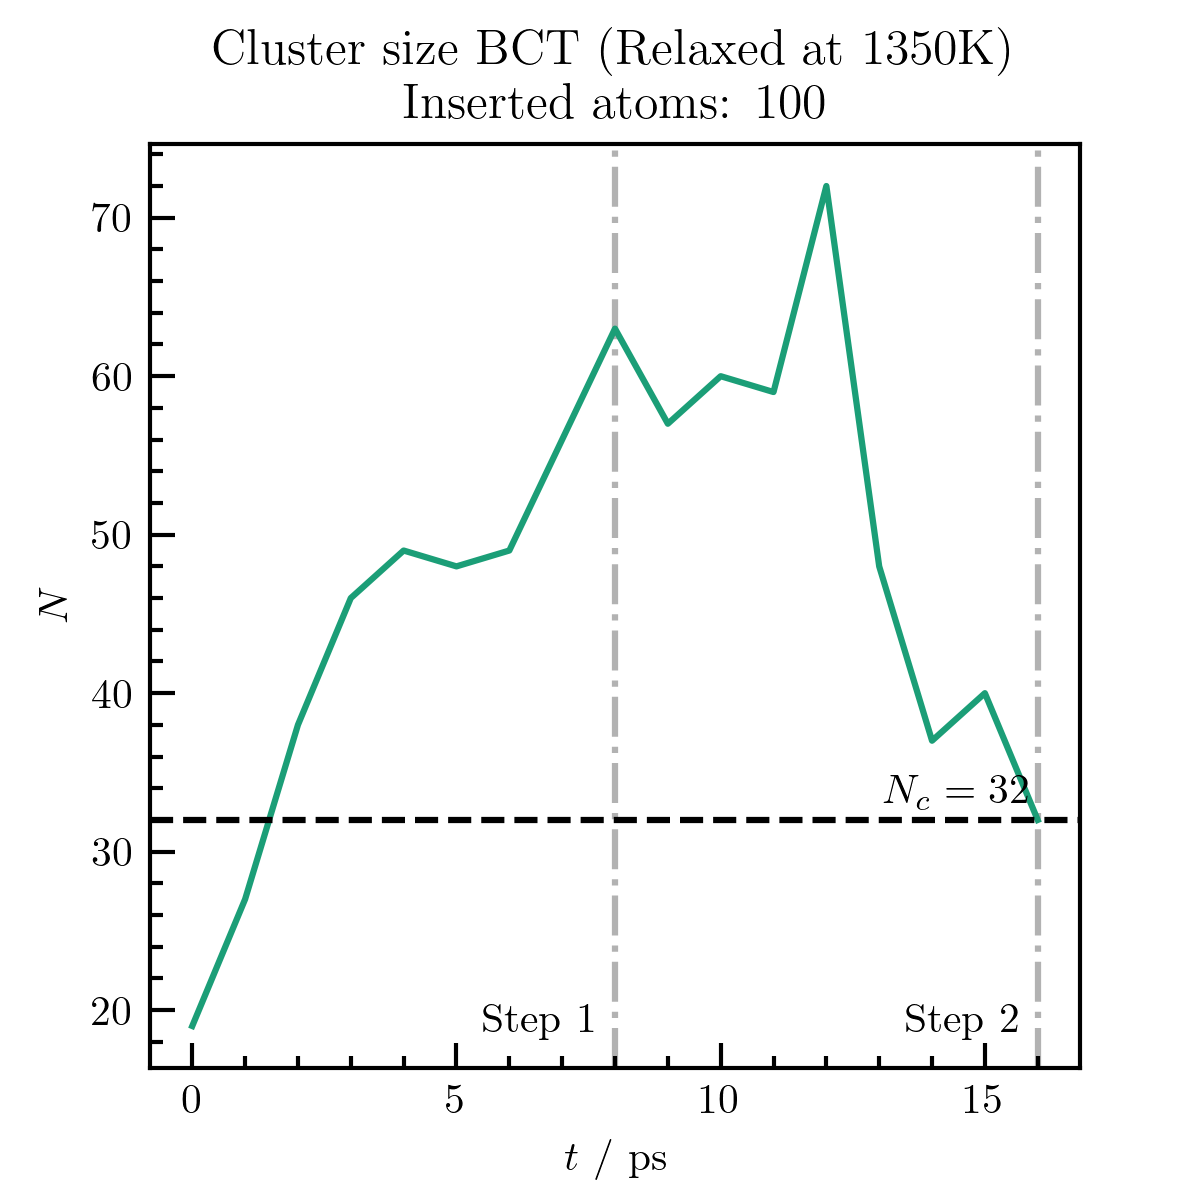 Cluster size BCT (Relaxed at 1350K)
Inserted atoms: 100
70
60
50
40
30
20
N
N_c = 32
Step 1
Step 2
0 5 10 15
t / ps